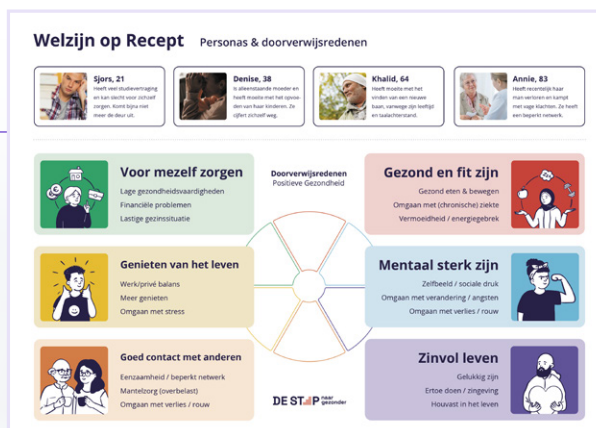 Welzijn op Recept Personas & doorverwijsredenen
Sjors, 21
Heeft veel studievertraging
en kan slecht voor zichzelf
zorgen. Komt bijna niet
meer de deur uit.
Denise, 38
Is alleenstaande moeder en
heeft moeite met het opvoe-
den van haar kinderen. Ze
cijfert zichzelf weg.
Khalid, 64
Heeft moeite met het
vinden van een nieuwe
baan, vanwege zijn leeftijd
en taalachterstand.
Annie, 83
Heeft recentelijk haar
man verloren en kampt
met vage klachten. Ze heeft
een beperkt netwerk.
Voor mezelf zorgen
Lage gezondheidsvaardigheden
Financiële problemen
Lastige gezinssituatie
Doorverwijsredenen
Positieve Gezondheid
Gezond en fit zijn
Gezond eten & bewegen
Omgaan met (chronische) ziekte
Vermoeidheid / energiegebrek
Genieten van het leven
Werk/privé balans
Meer genieten
Omgaan met stress
Mentaal sterk zijn
Zelfbeeld / sociale druk
Omgaan met verandering / angsten
Omgaan met verlies / rouw
Goed contact met anderen
Eenzaamheid / beperkt netwerk
Mantelzorg (overbelast)
Omgaan met verlies / rouw
Zinvol leven
Gelukkig zijn
Ertoe doen / zingeving
Houvast in het leven
DE STAP naar
gezonder